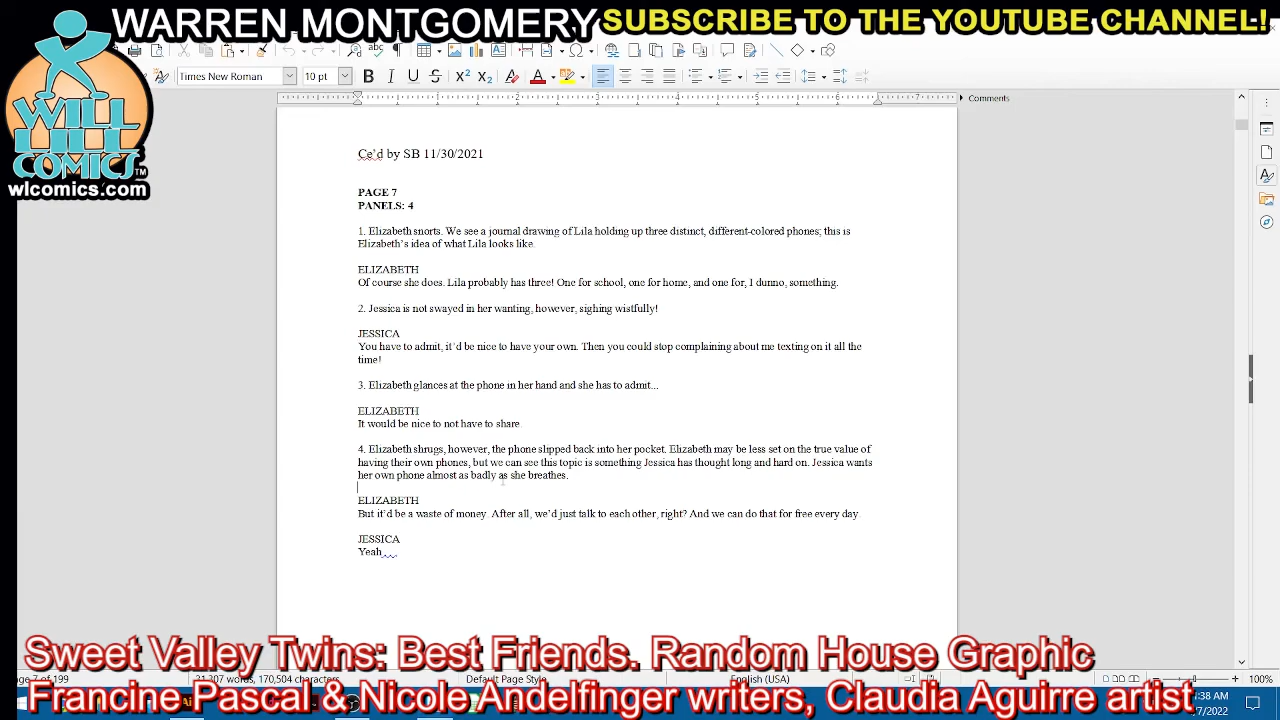 WARREN MONTGOMERY
SUBSCRIBE TO THE YOUTUBE CHANNEL!
WILL
LILL
COMICS™
wlcomics.com
Times New Roman
10 pt
Comments
Ce'd by SB 11/30/2021
PAGE 7
PANELS: 4
1. Elizabeth snorts. We see a journal drawing of Lila holding up three distinct, different-colored phones; this is
Elizabeth's idea of what Lila looks like.
ELIZABETH
Of course she does. Lila probably has three! One for school, one for home, and one for, I dunno, something.
2. Jessica is not swayed in her wanting, however, sighing wistfully!
JESSICA
You have to admit, it'd be nice to have your own. Then you could stop complaining about me texting on it all the
time!
3. Elizabeth glances at the phone in her hand and she has to admit...
ELIZABETH
It would be nice to not have to share.
4. Elizabeth shrugs, however, the phone slipped back into her pocket. Elizabeth may be less set on the true value of
having their own phones, but we can see this topic is something Jessica has thought long and hard on. Jessica wants
her own phone almost as badly as she breathes.
ELIZABETH
But it'd be a waste of money. After all, we'd just talk to each other, right? And we can do that for free every day.
JESSICA
Yeah...
Sweet Valley Twins: Best Friends. Random House Graphic
age 7 of 199
170,504 characters
Default Page Style
English (USA)
100%
Francine Pascal & Nicole Andelfinger writers, Claudia Aguirre artist
:38 AM
/7/2022